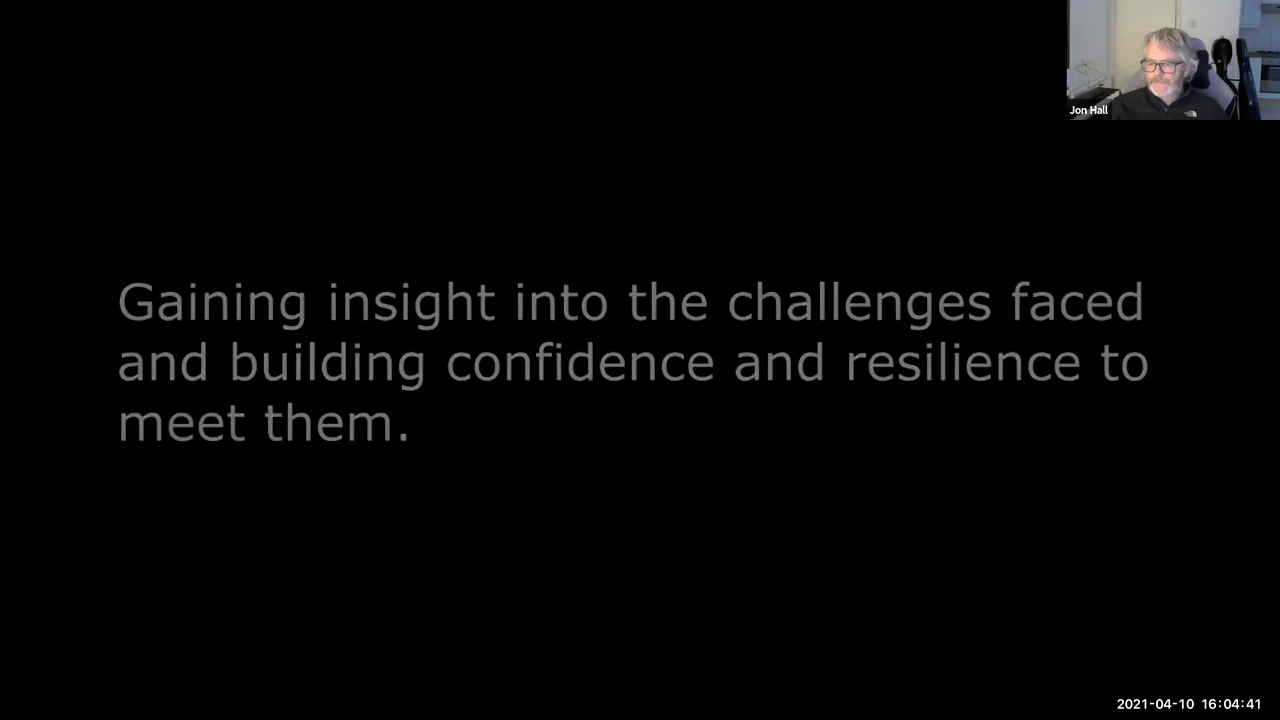 Jon Hall
Gaining insight into the challenges faced
and building confidence and resilience to
meet them.
2021-04-10 16:04:41